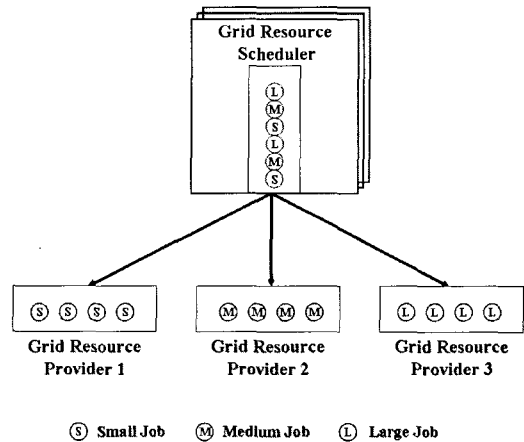 Grid Resource
Scheduler
L
M
S
L
M
S
S S S S
M M M M
L L L L
Grid Resource
Provider 1
Grid Resource
Provider 2
Grid Resource
Provider 3
S Small Job
M Medium Job
L Large Job